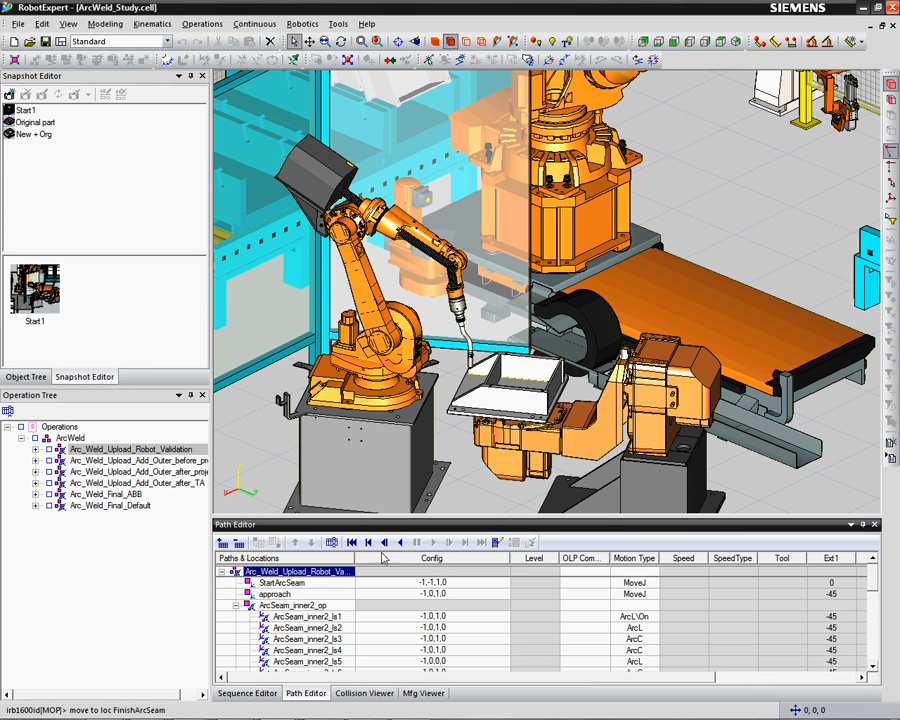 RobotExpert - [ArcWeld_Study.cell]
SIEMENS
File Edit View Modeling Kinematics Operations Continuous Robotics Tools Help
Standard
Snapshot Editor
Start1
Original part
New + Org
Start1
Object Tree Snapshot Editor
Operation Tree
Operations
ArcWeld
Arc_Weld_Upload_Robot_Validation
Arc_Weld_Upload_Add_Outer_before_pro
Arc_Weld_Upload_Add_Outer_after_proje
Arc_Weld_Upload_Add_Outer_after_TA
Arc_Weld_Final_ABB
Arc_Weld_Final_Default
Path Editor
Paths & Locations Config Level OLP Com... Motion Type Speed SpeedType Tool Ext1
Arc_Weld_Upload_Robot_Va...
StartArcSeam -1,-1,1,0 MoveJ 0
approach -1,0,1,0 MoveJ -45
ArcSeam_inner2_op
ArcSeam_inner2_ls1 -1,0,1,0 ArcL\On -45
ArcSeam_inner2_ls2 -1,0,1,0 ArcL -45
ArcSeam_inner2_ls3 -1,0,1,0 ArcC -45
ArcSeam_inner2_ls4 -1,0,1,0 ArcC -45
ArcSeam_inner2_ls5 -1,0,0,0 ArcL -45
Sequence Editor Path Editor Collision Viewer Mfg Viewer
irb1600id[MOP]> move to loc FinishArcSeam
0, 0, 0